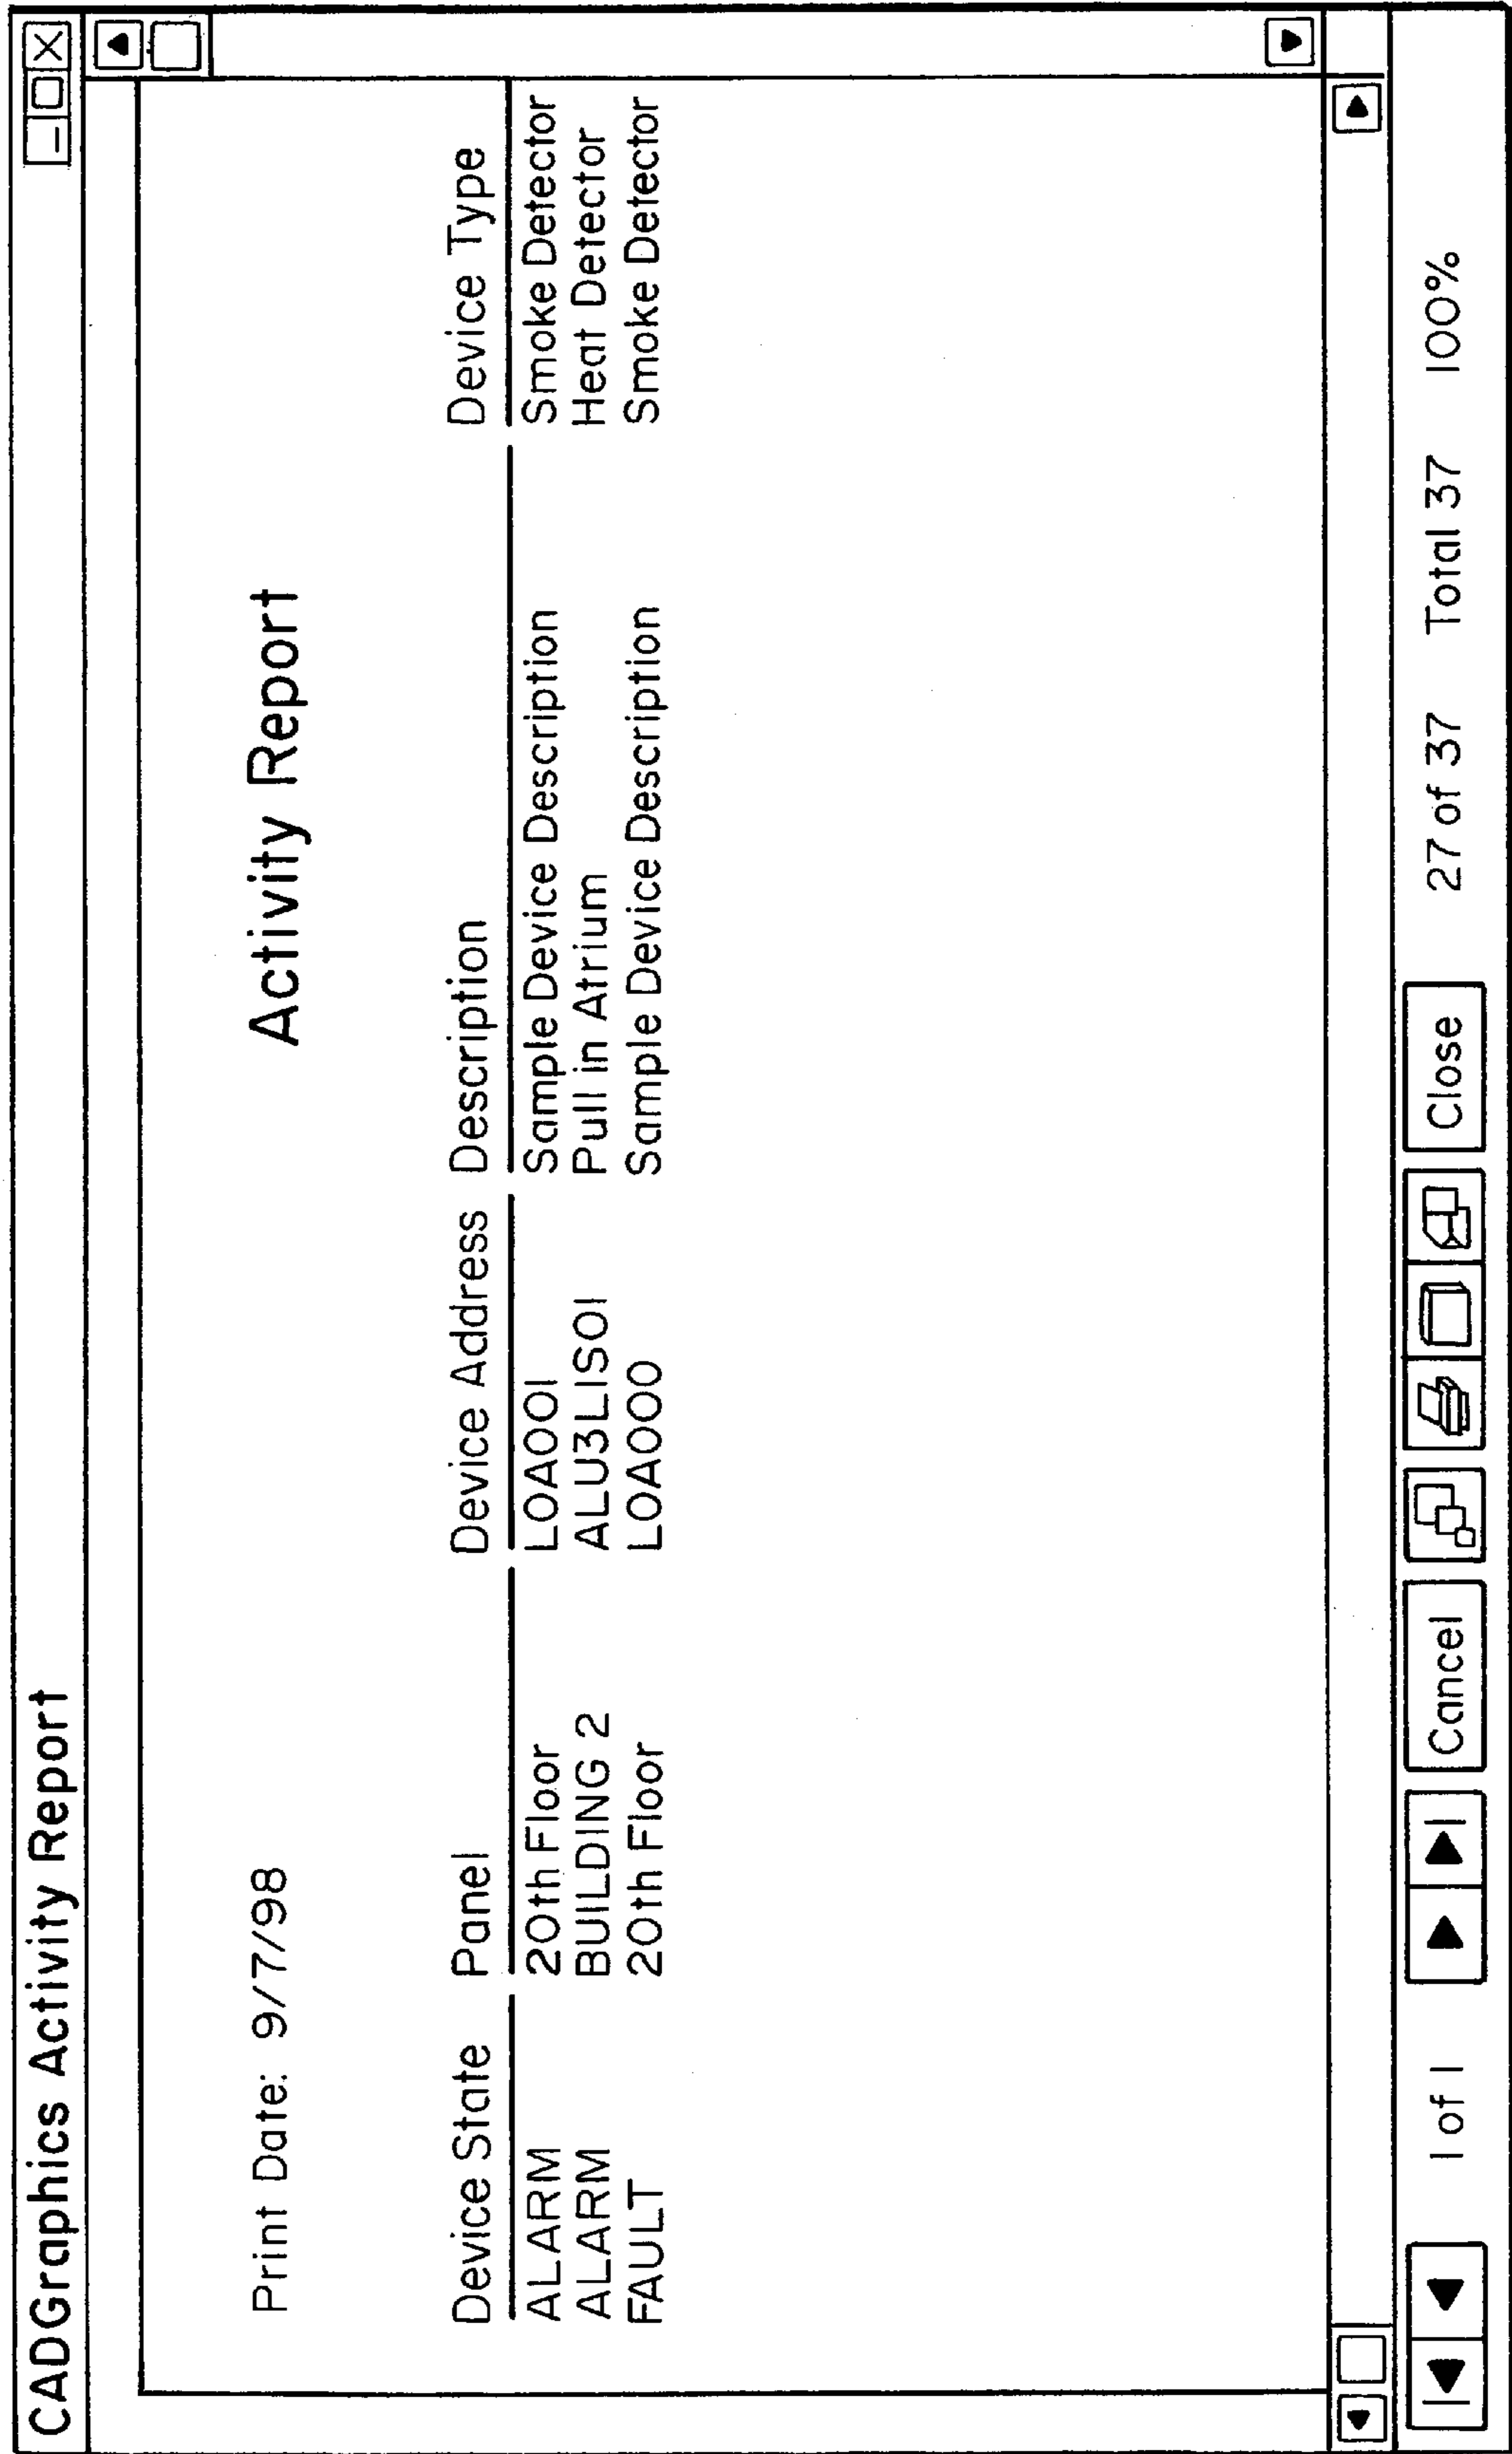 CADGraphics Activity Report
Print Date: 9/7/98
Activity Report
Device State Panel Device Address Description Device Type
ALARM 20th Floor LOA001 Sample Device Description Smoke Detector
ALARM BUILDING 2 ALU3LISOI Pull in Atrium Heat Detector
FAULT 20th Floor LOA000 Sample Device Description Smoke Detector
1 of 1 Cancel Close 27 of 37 Total 37 100%